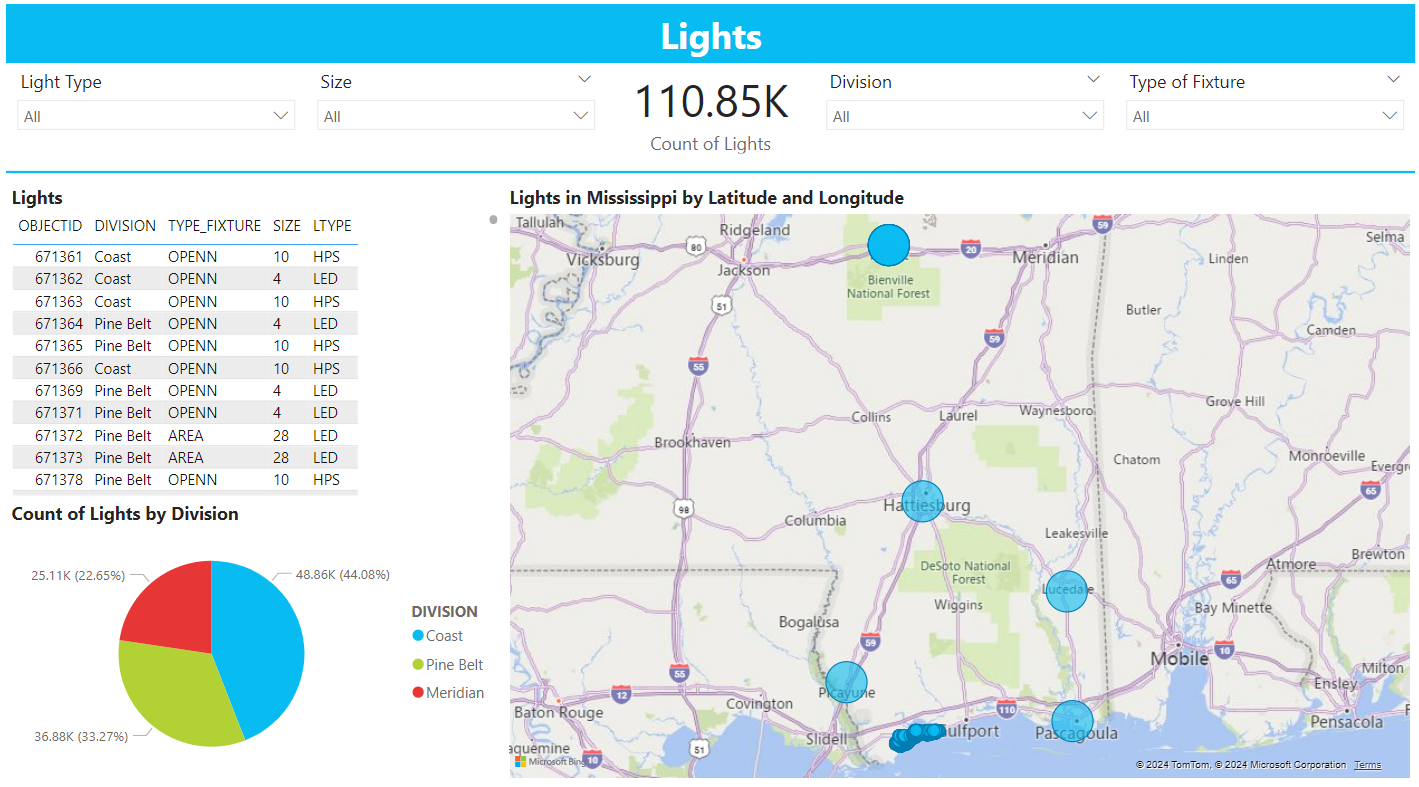 Lights
Light Type
All
Size
All
110.85K
Count of Lights
Division
All
Type of Fixture
All
Lights
OBJECTID DIVISION TYPE_FIXTURE SIZE LTYPE
671361 Coast OPENN 10 HPS
671362 Coast OPENN 4 LED
671363 Coast OPENN 10 HPS
671364 Pine Belt OPENN 4 LED
671365 Pine Belt OPENN 10 HPS
671366 Coast OPENN 10 HPS
671369 Pine Belt OPENN 4 LED
671371 Pine Belt OPENN 4 LED
671372 Pine Belt AREA 28 LED
671373 Pine Belt AREA 28 LED
671378 Pine Belt OPENN 10 HPS
Count of Lights by Division
25.11K (22.65%)
48.86K (44.08%)
36.88K (33.27%)
DIVISION
Coast
Pine Belt
Meridian
Lights in Mississippi by Latitude and Longitude
Tallulah
Ridgeland
59
Selma
80
20
Vicksburg
Meridian
Linden
Jackson
Bienville
National Forest
51
Butler
Camden
59
55
Grove Hill
Collins
Laurel
Waynesboro
Brookhaven
Chatom
Monroeville
Evergr
65
98
Hattiesburg
Columbia
Leakesville
Brewton
DeSoto National
Forest
Atmore
65
Lucedale
Wiggins
Bay Minette
Bogalusa
59
10
Mobile
Milton
55
Ensley
12
Picayune
Covington
110
Baton Rouge
Pensacola
F
Slidell
ulfport
Pascagoula
aquemine
51
10
Microsoft Bing
© 2024 TomTom, © 2024 Microsoft Corporation Terms